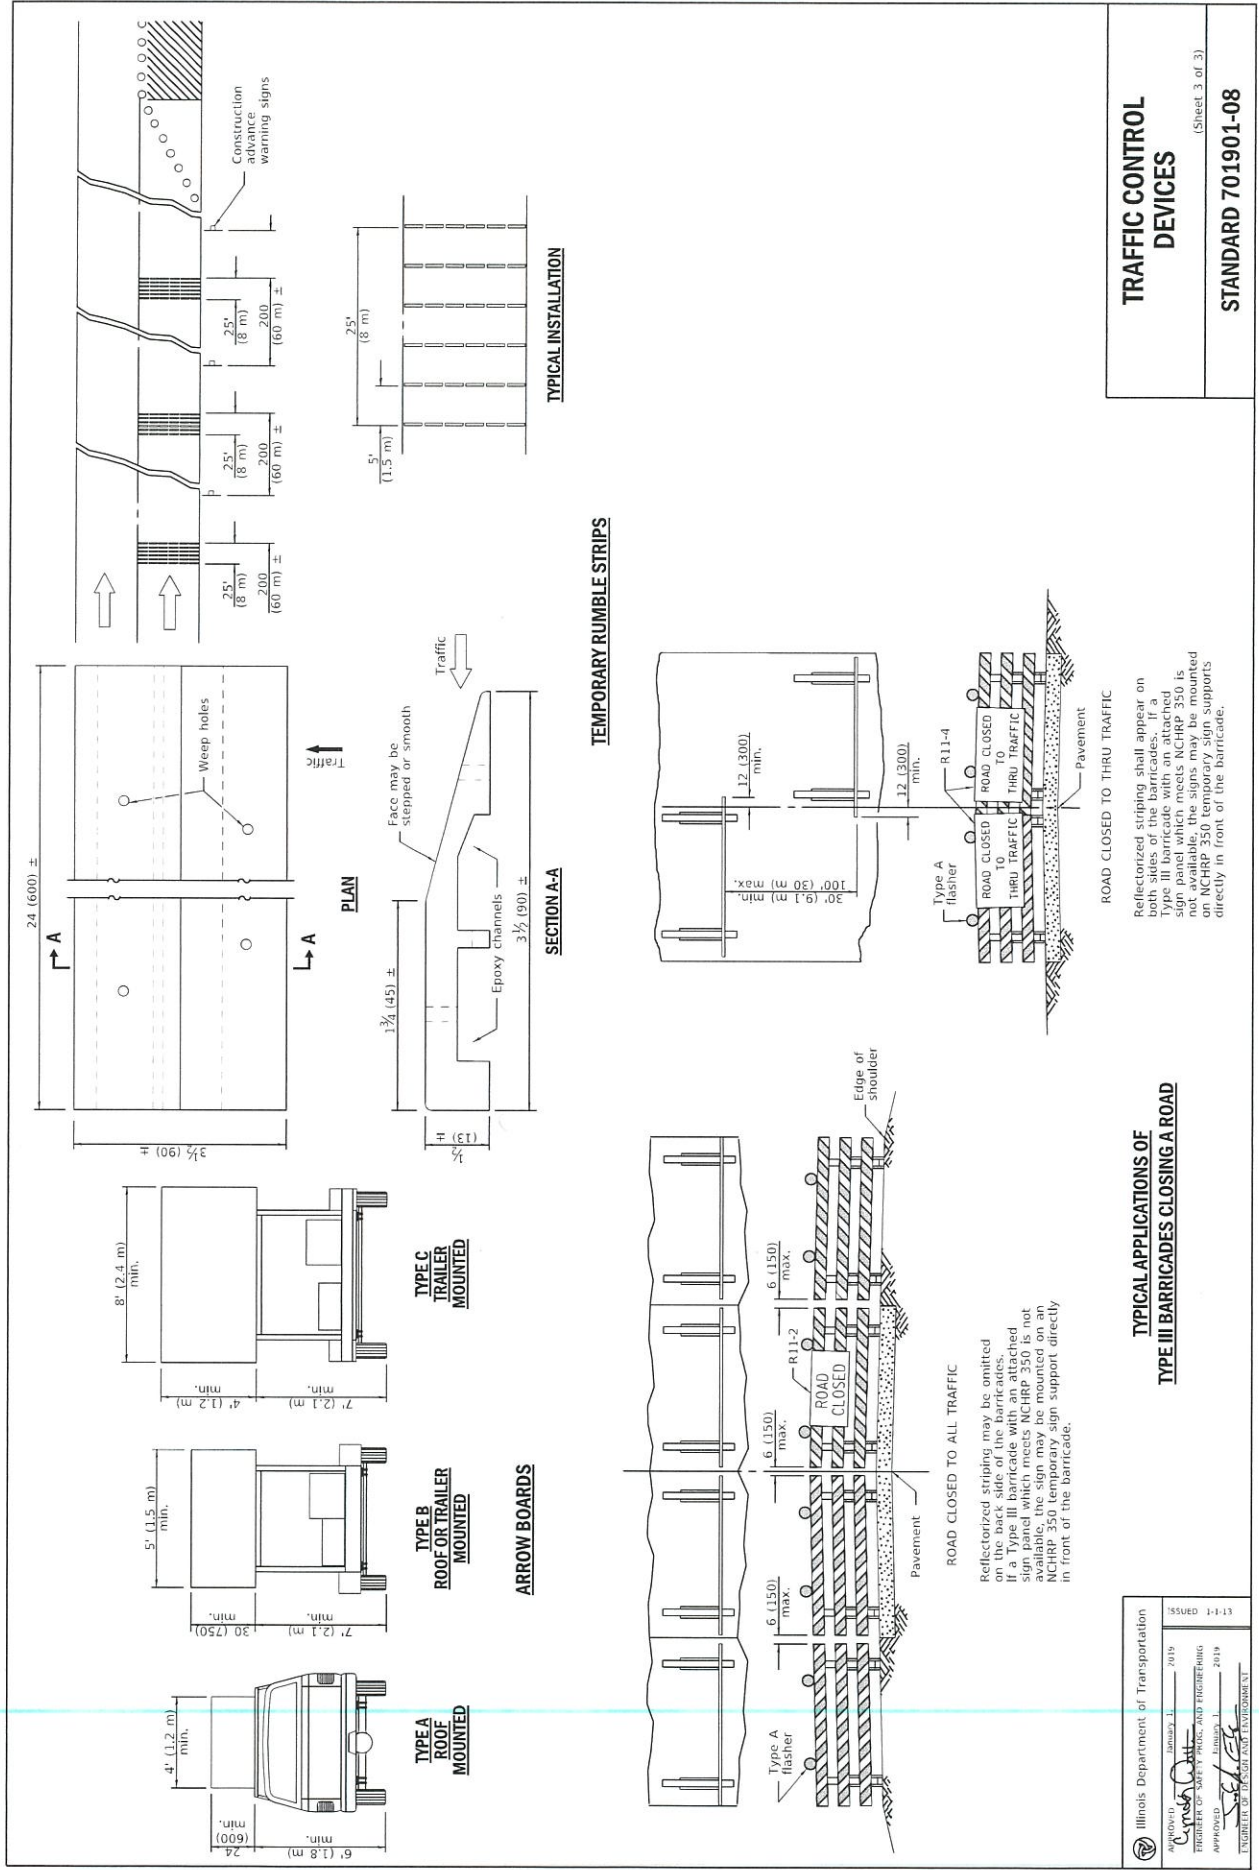 24
(600)
min.
6' (1.8 m)
min.
4' (1.2 m)
min.
TYPE A
ROOF
MOUNTED
30 (750)
min.
7' (2.1 m)
min.
5' (1.5 m)
min.
TYPE B
ROOF OR TRAILER
MOUNTED
4' (1.2 m)
min.
7' (2.1 m)
min.
8' (2.4 m)
min.
TYPE C
TRAILER
MOUNTED
ARROW BOARDS
24 (600) ±
3½ (90) ±
A
A
Weep holes
Traffic
PLAN
Face may be
stepped or smooth
Traffic
1¾ (45) ±
½
(13) ±
Epoxy channels
3½ (90) ±
SECTION A-A
25'
(8 m)
200
(60 m) ±
25'
(8 m)
200
(60 m) ±
25'
(8 m)
200
(60 m) ±
Construction
advance
warning signs
5'
(1.5 m)
25'
(8 m)
TYPICAL INSTALLATION
TEMPORARY RUMBLE STRIPS
Type A
flasher
6 (150)
max.
6 (150)
max.
6 (150)
max.
R11-2
ROAD
CLOSED
Edge of
shoulder
Pavement
ROAD CLOSED TO ALL TRAFFIC
Reflectorized striping may be omitted
on the back side of the barricades.
If a Type III barricade with an attached
sign panel which meets NCHRP 350 is not
available, the sign may be mounted on an
NCHRP 350 temporary sign support directly
in front of the barricade.
30' (9.1 m) min.
100' (30 m) max.
12 (300)
min.
12 (300)
min.
Type A
flasher
R11-4
ROAD CLOSED
TO
THRU TRAFFIC
ROAD CLOSED
TO
THRU TRAFFIC
Pavement
ROAD CLOSED TO THRU TRAFFIC
Reflectorized striping shall appear on
both sides of the barricades. If a
Type III barricade with an attached
sign panel which meets NCHRP 350 is
not available, the signs may be mounted
on NCHRP 350 temporary sign supports
directly in front of the barricade.
TYPICAL APPLICATIONS OF
TYPE III BARRICADES CLOSING A ROAD
Illinois Department of Transportation
APPROVED January 1, 2019
ENGINEER OF SAFETY PROG. AND ENGINEERING
APPROVED January 1, 2019
ENGINEER OF DESIGN AND ENVIRONMENT
ISSUED 1-1-13
TRAFFIC CONTROL
DEVICES
(Sheet 3 of 3)
STANDARD 701901-08